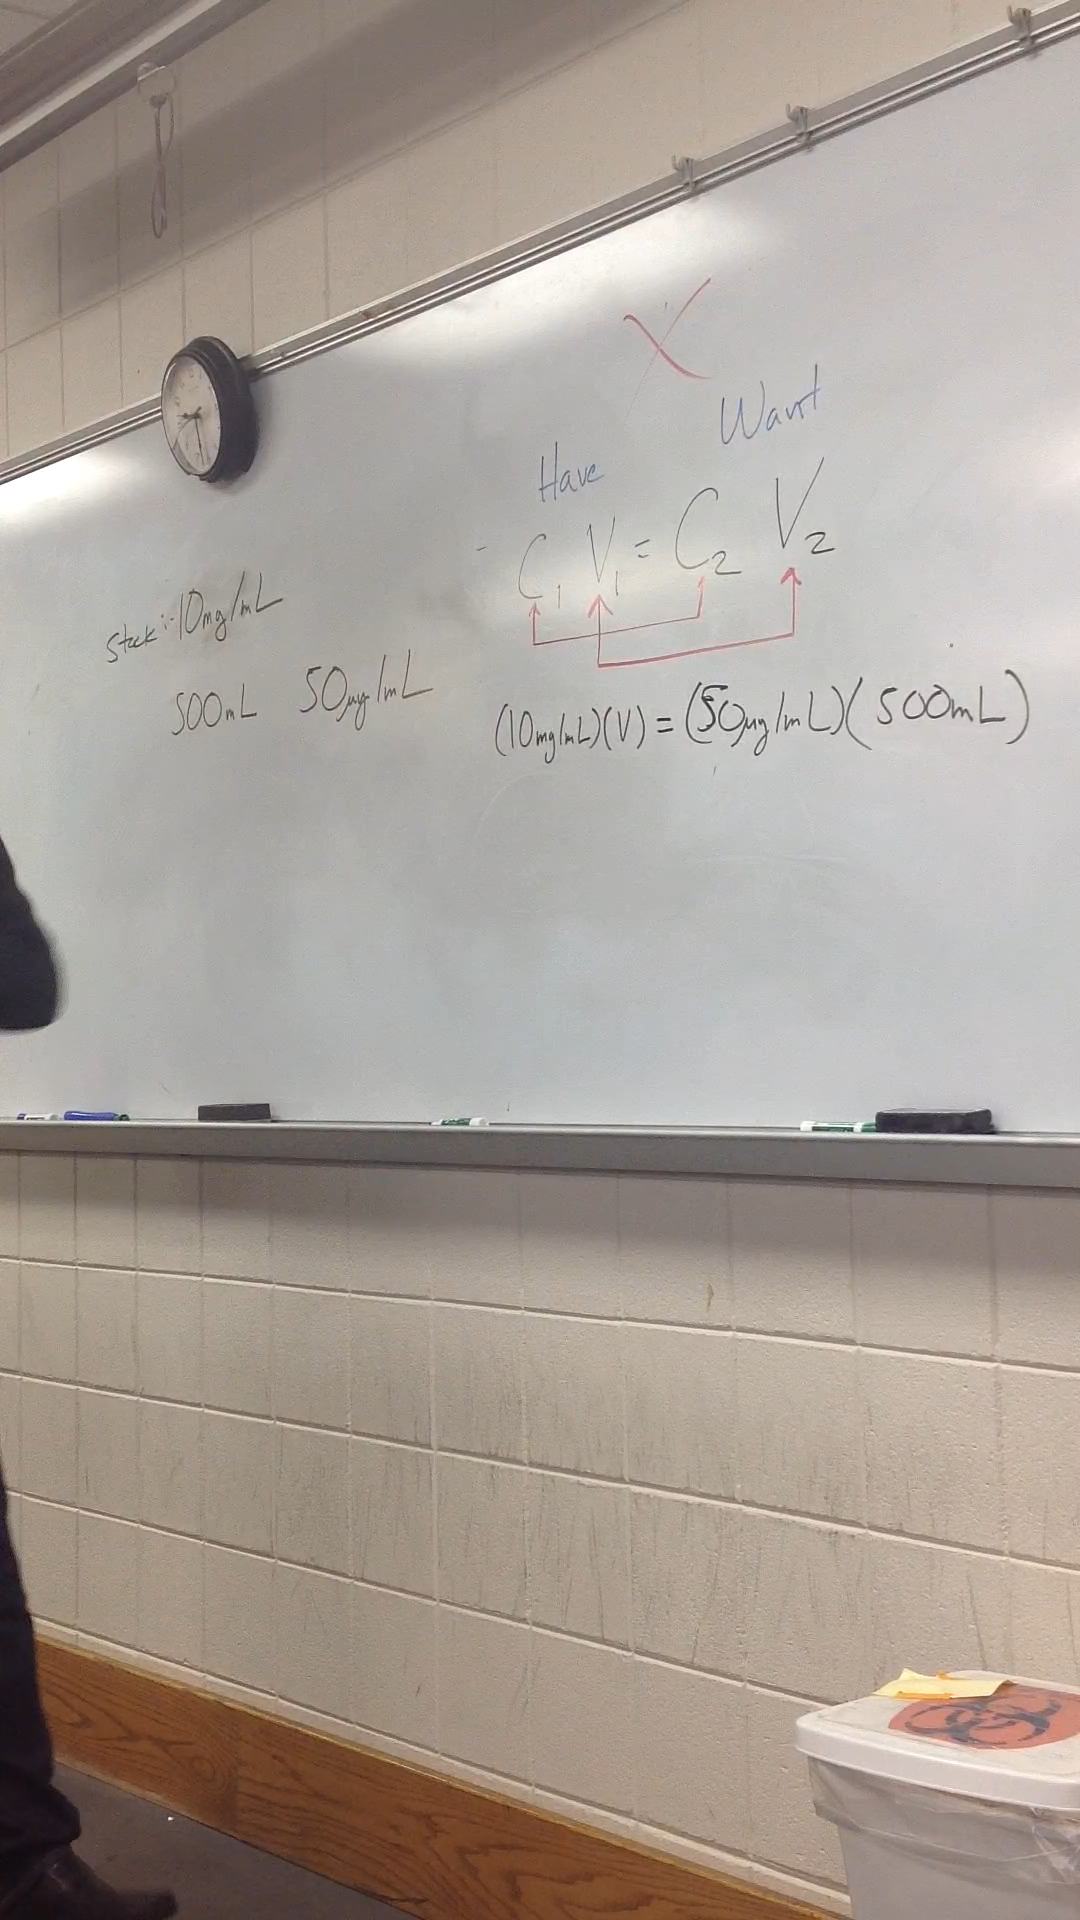 X
Have Want
C₁ V₁ = C₂ V₂
Stock:- 10mg/mL
500mL 50µg/mL
(10mg/mL)(V) = (50µg/mL)(500mL)